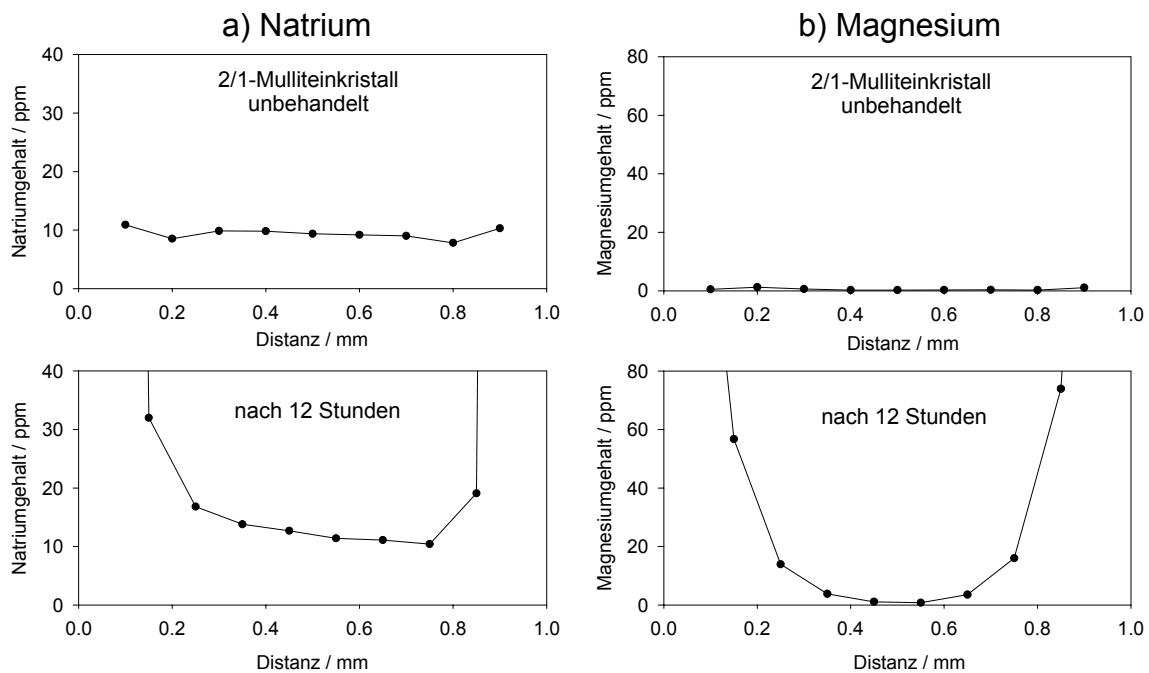 a) Natrium
40
30
20
10
0
Natriumgehalt / ppm
2/1-Mulliteinkristall
unbehandelt
0.0 0.2 0.4 0.6 0.8 1.0
Distanz / mm
b) Magnesium
80
60
40
20
0
Magnesiumgehalt / ppm
2/1-Mulliteinkristall
unbehandelt
0.0 0.2 0.4 0.6 0.8 1.0
Distanz / mm
40
30
20
10
0
Natriumgehalt / ppm
nach 12 Stunden
0.0 0.2 0.4 0.6 0.8 1.0
Distanz / mm
80
60
40
20
0
Magnesiumgehalt / ppm
nach 12 Stunden
0.0 0.2 0.4 0.6 0.8 1.0
Distanz / mm